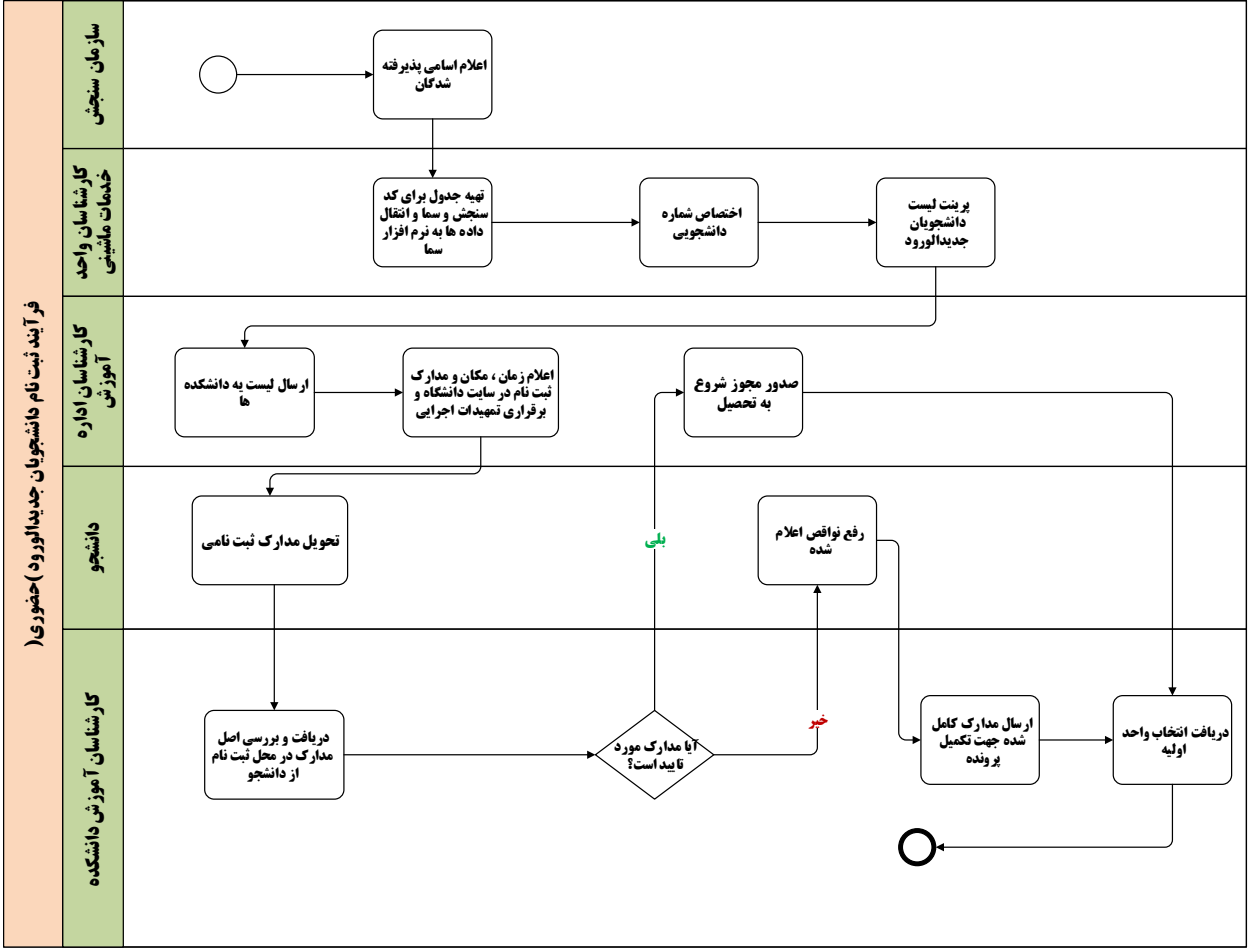 فرآیند ثبت نام دانشجویان جدیدالورود )حضوری(
سازمان سنجش
اعلام اسامی پذیرفته
شدگان
کارشناسان واحد
خدمات ماشینی
تهیه جدول برای کد
سنجش و سما و انتقال
داده ها به نرم افزار
سما
اختصاص شماره
دانشجویی
پرینت لیست
دانشجویان
جدیدالورود
کارشناسان اداره
آموزش
ارسال لیست به دانشکده
ها
اعلام زمان ، مکان و مدارک
ثبت نام در سایت دانشگاه و
برقراری تمهیدات اجرایی
صدور مجوز شروع
به تحصیل
دانشجو
تحویل مدارک ثبت نامی
بلی
رفع نواقص اعلام
شده
کارشناسان آموزش دانشکده
دریافت و بررسی اصل
مدارک در محل ثبت نام
از دانشجو
آیا مدارک مورد
تایید است؟
خیر
ارسال مدارک کامل
شده جهت تکمیل
پرونده
دریافت انتخاب واحد
اولیه